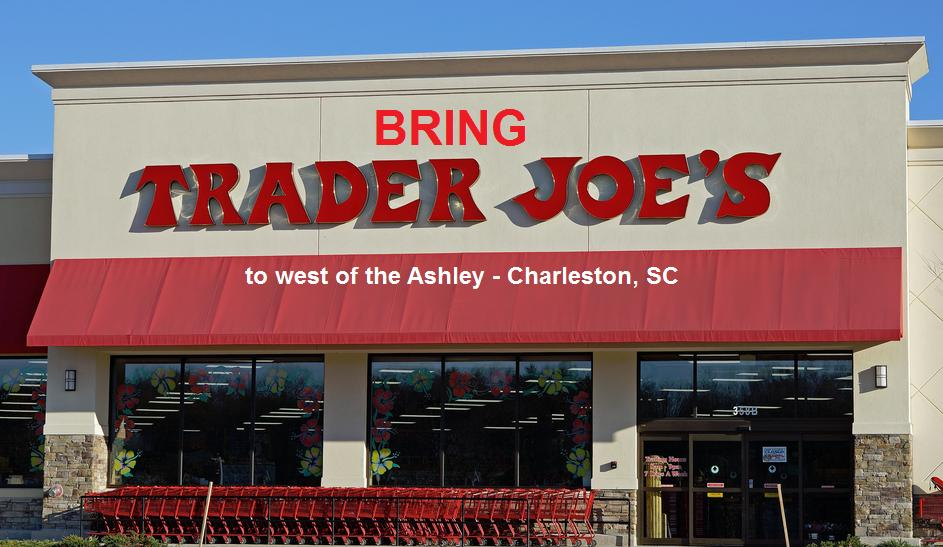 BRING
TRADER JOE'S
to west of the Ashley - Charleston, SC